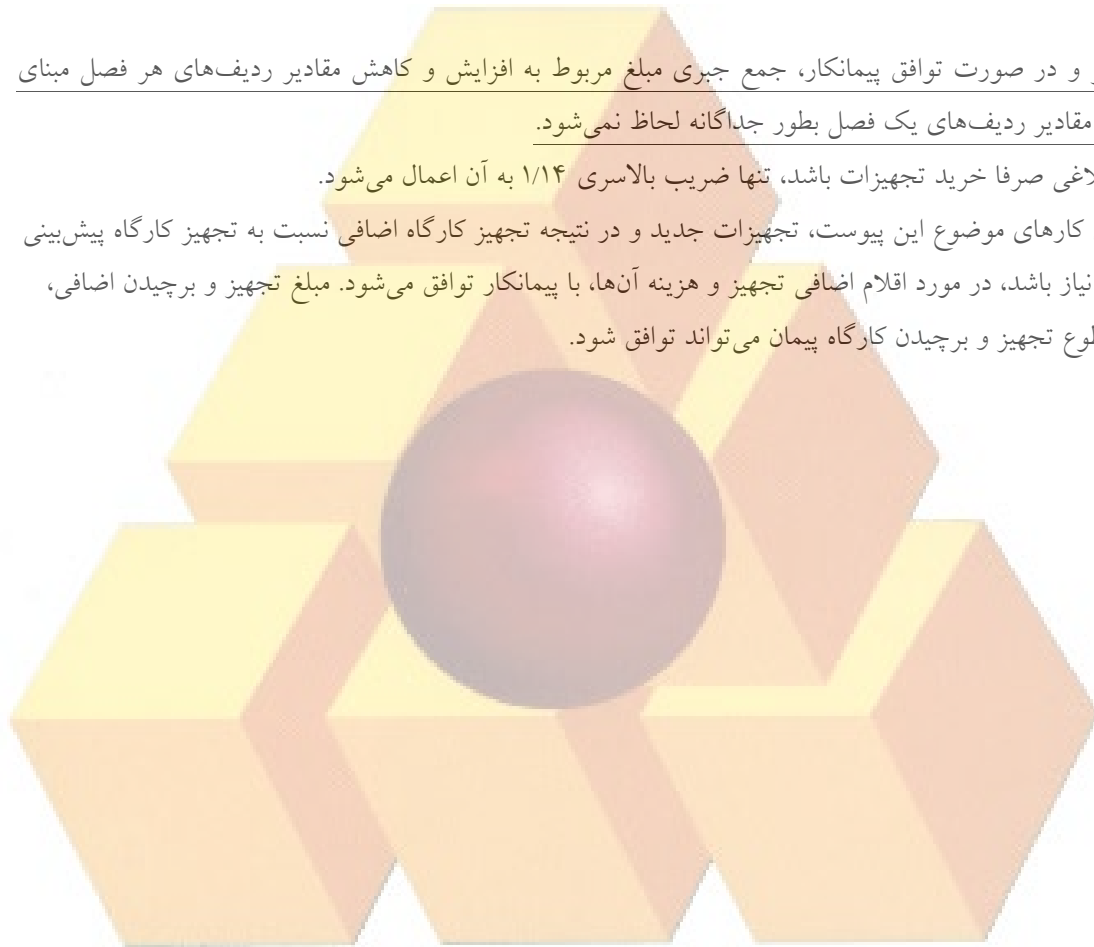 و در صورت توافق پیمانکار، جمع جبری مبلغ مربوط به افزایش و کاهش مقادیر ردیف‌های هر فصل مبنای
مقادیر ردیف‌های یک فصل بطور جداگانه لحاظ نمی‌شود.
لاغی صرفا خرید تجهیزات باشد، تنها ضریب بالاسری ۱/۱۴ به آن اعمال می‌شود.
کارهای موضوع این پیوست، تجهیزات جدید و در نتیجه تجهیز کارگاه اضافی نسبت به تجهیز کارگاه پیش‌بینی
نیاز باشد، در مورد اقلام اضافی تجهیز و هزینه آن‌ها، با پیمانکار توافق می‌شود. مبلغ تجهیز و برچیدن اضافی،
طوع تجهیز و برچیدن کارگاه پیمان می‌تواند توافق شود.